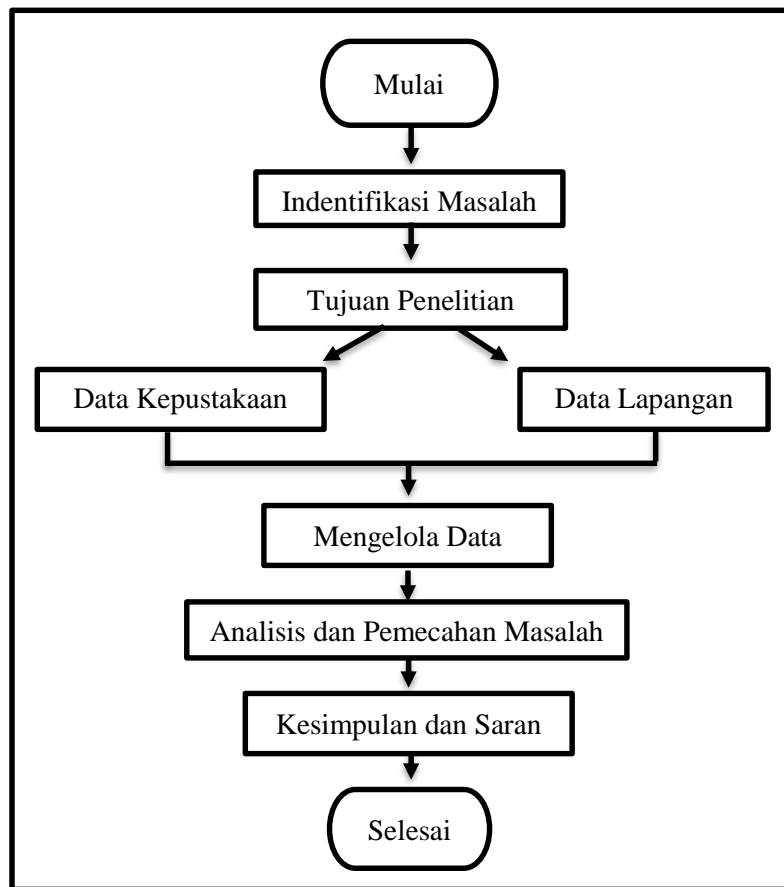 Mulai
Indentifikasi Masalah
Tujuan Penelitian
Data Kepustakaan
Data Lapangan
Mengelola Data
Analisis dan Pemecahan Masalah
Kesimpulan dan Saran
Selesai